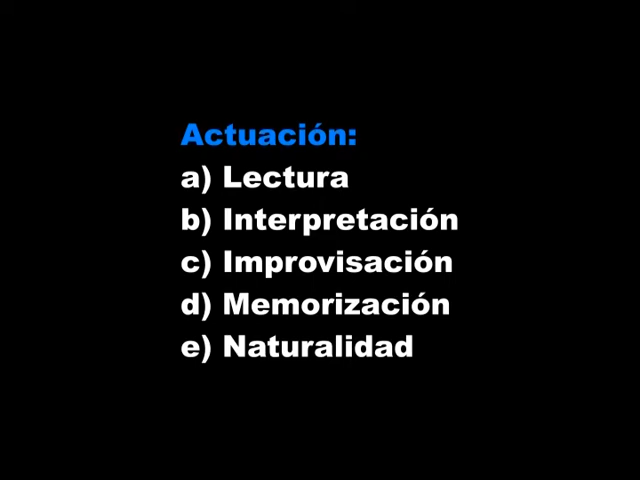 Actuación:
a) Lectura
b) Interpretación
c) Improvisación
d) Memorización
e) Naturalidad